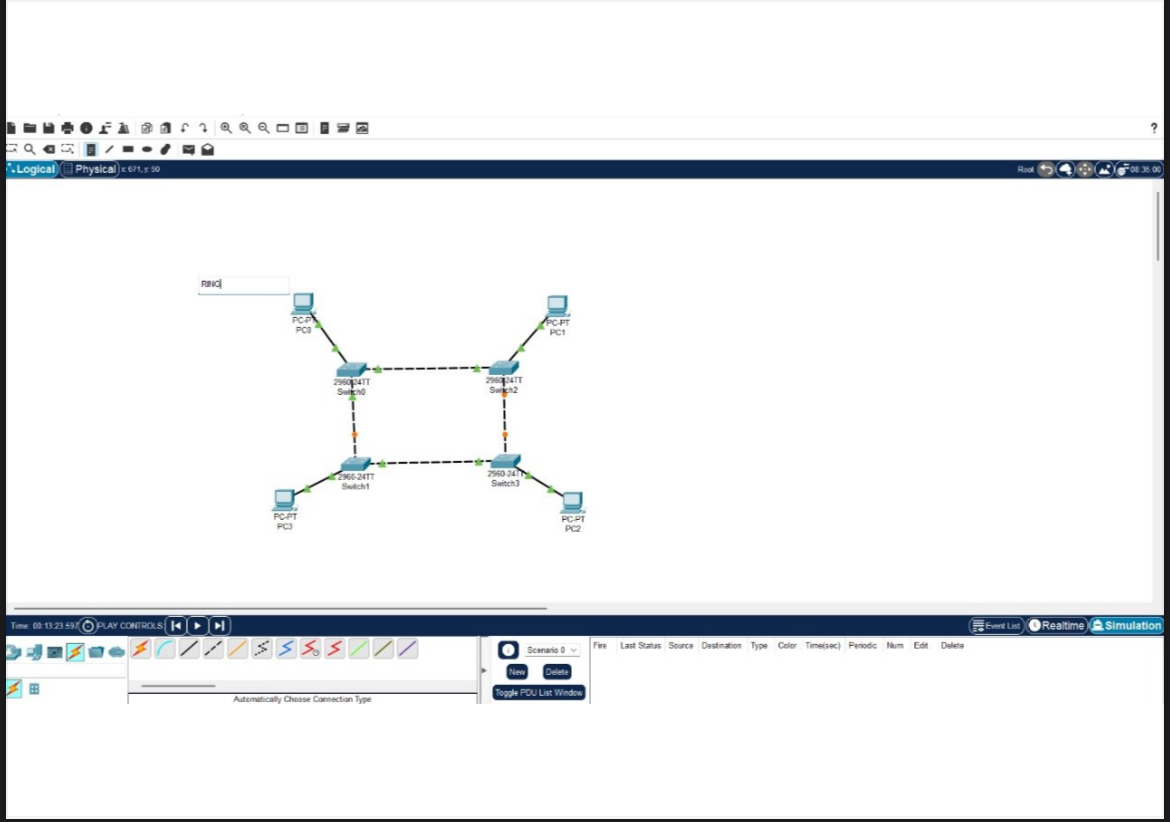 ?
Logical
Physical
x: 671, y: 50
Root
08:36:00
RING
PC-PT
PC0
PC-PT
PC1
2960-24TT
Switch0
2960-24TT
Switch2
2960-24TT
Switch1
2960-24TT
Switch3
PC-PT
PC3
PC-PT
PC2
Time: 00:13:23.597
PLAY CONTROLS:
Event List
Realtime
Simulation
Scenario 0
New
Delete
Toggle PDU List Window
Fire Last Status Source Destination Type Color Time(sec) Periodic Num Edit Delete
Automatically Choose Connection Type